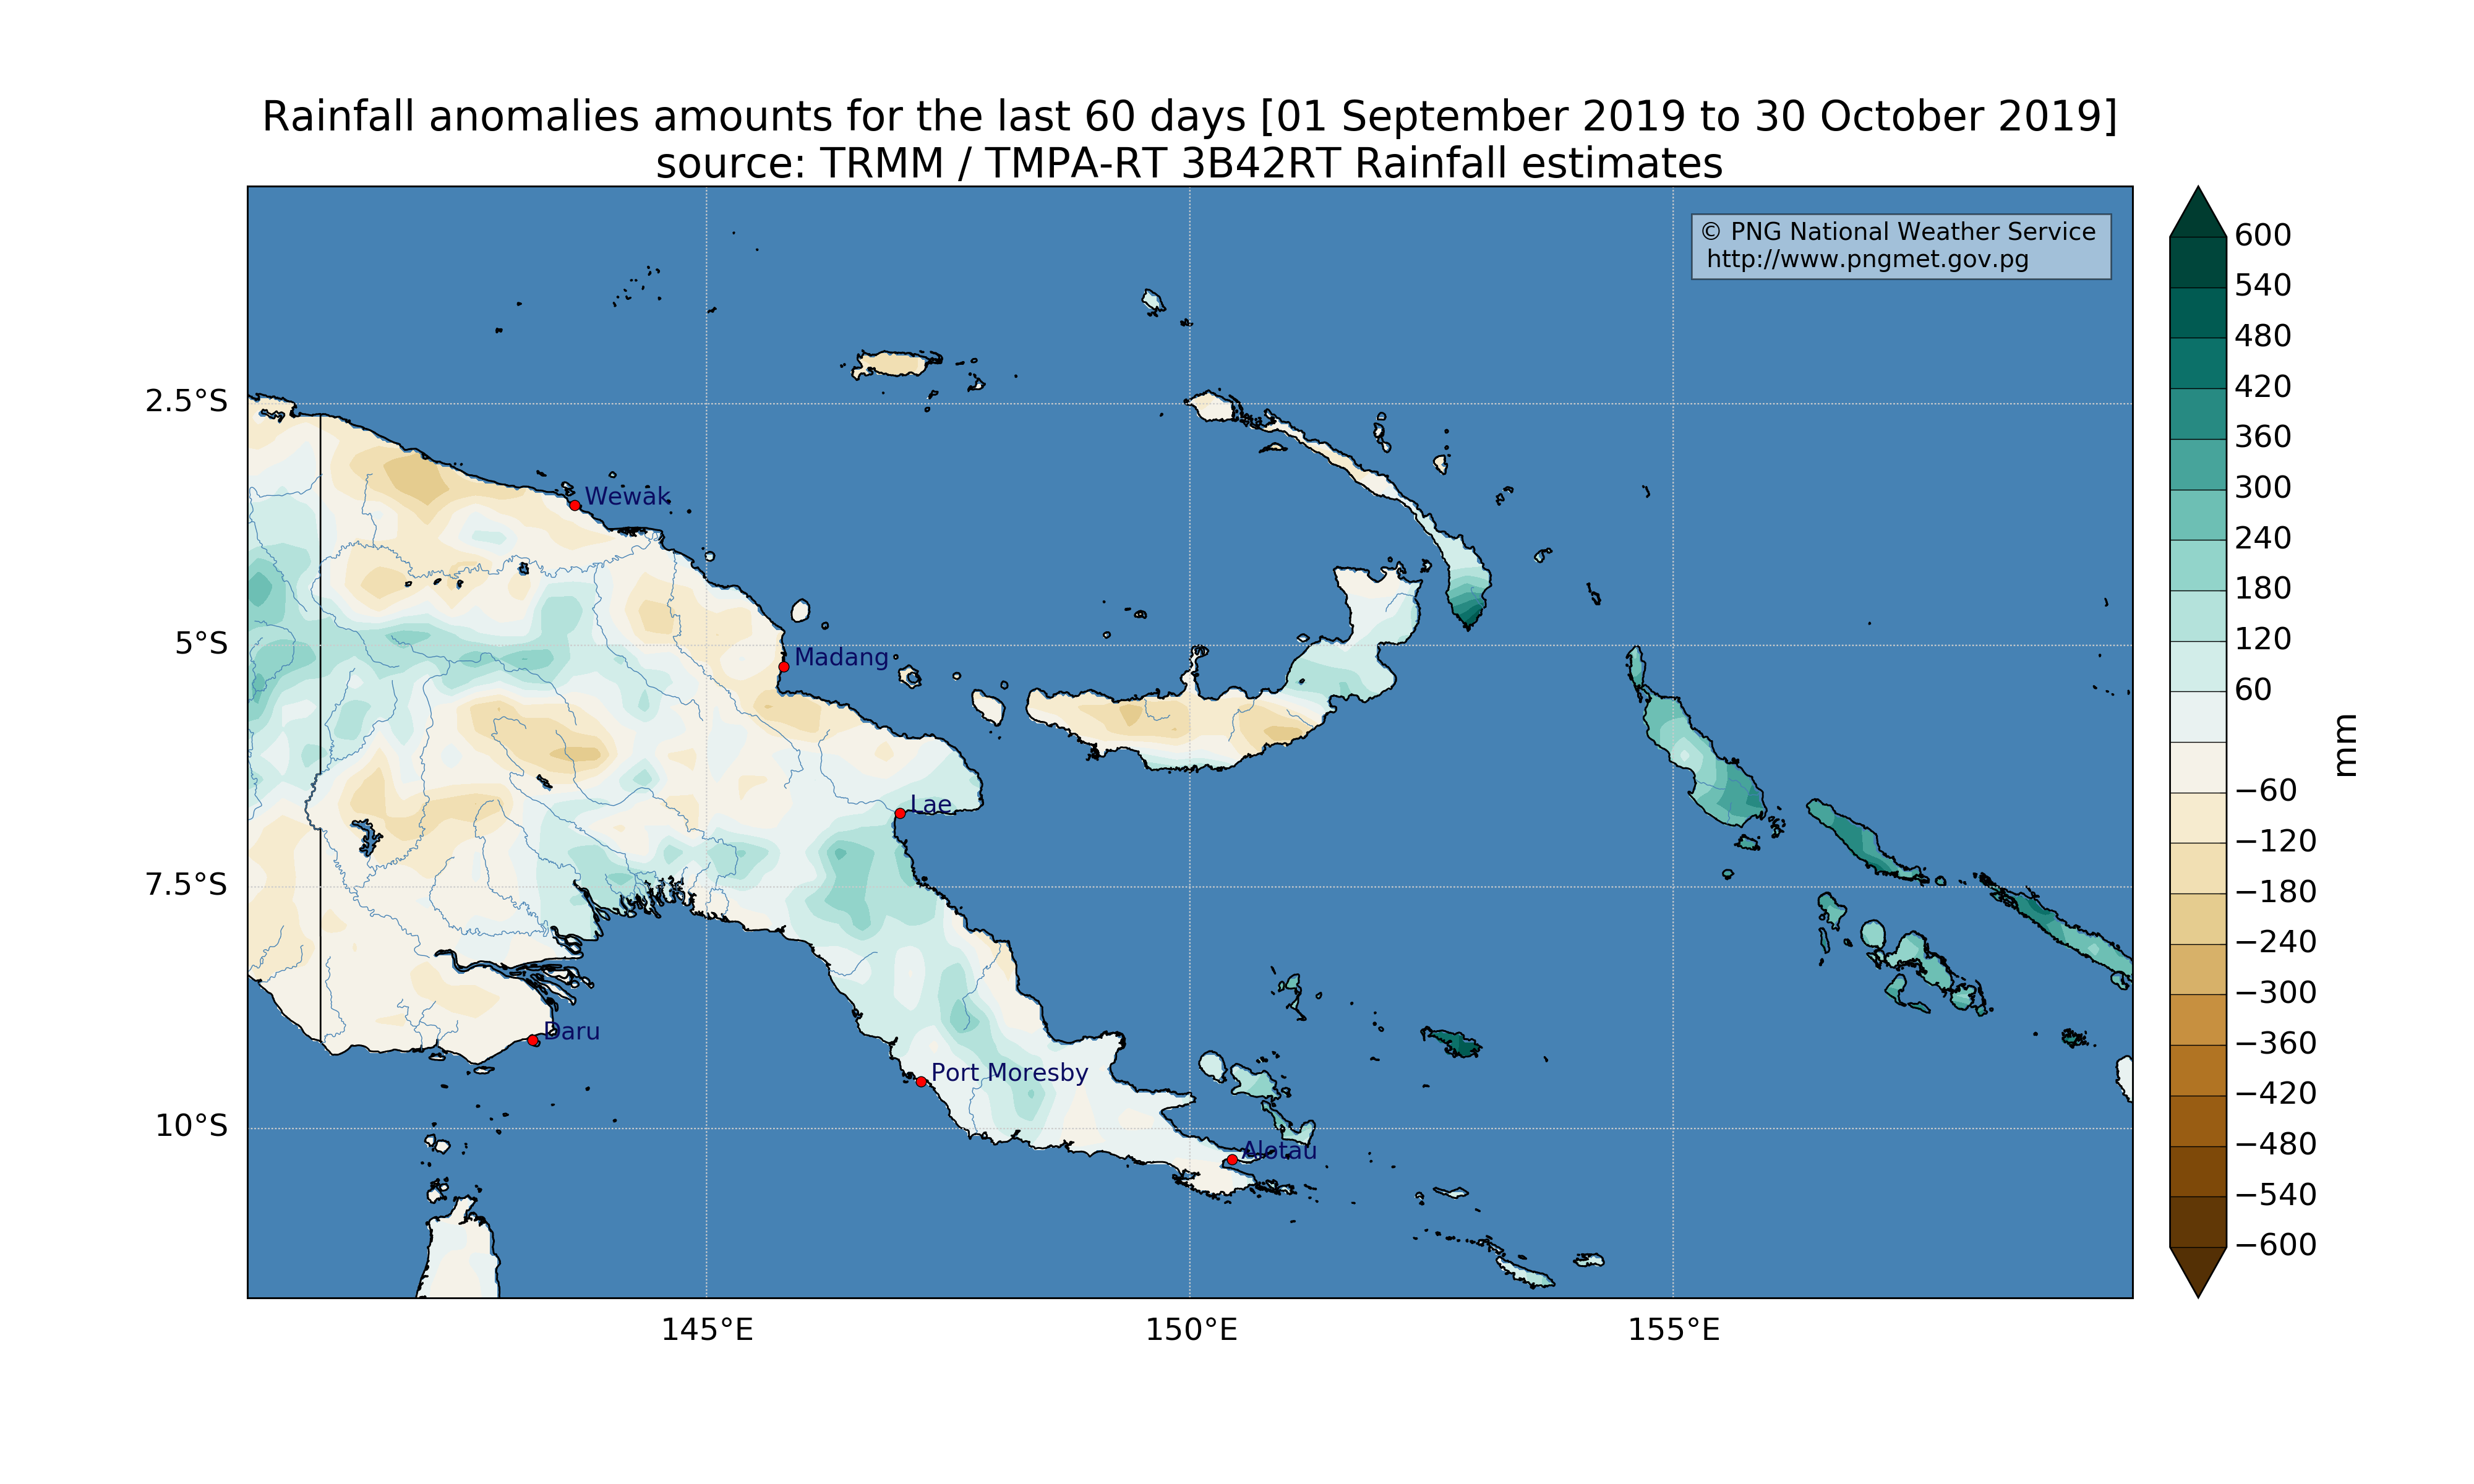 Rainfall anomalies amounts for the last 60 days [01 September 2019 to 30 October 2019]
source: TRMM / TMPA-RT 3B42RT Rainfall estimates
© PNG National Weather Service
http://www.pngmet.gov.pg
2.5°S
5°S
7.5°S
10°S
Wewak
Madang
Lae
Daru
Port Moresby
Alotau
145°E
150°E
155°E
600
540
480
420
360
300
240
180
120
60
−60
−120
−180
−240
−300
−360
−420
−480
−540
−600
mm